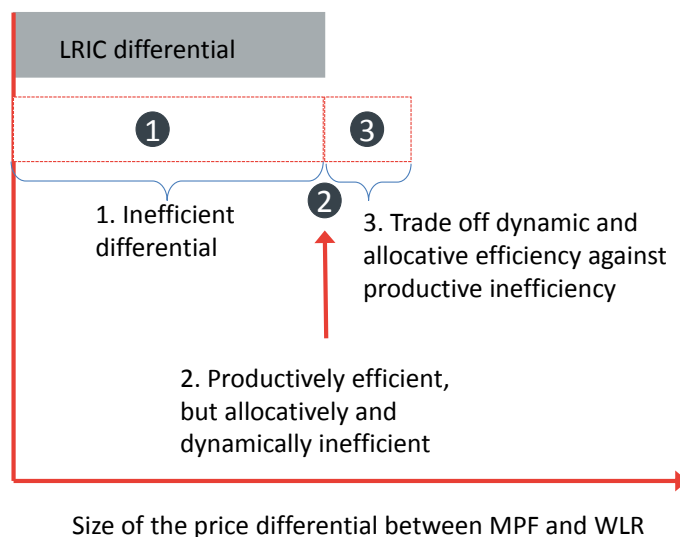 LRIC differential
1
3
1. Inefficient
differential
2
3. Trade off dynamic and
allocative efficiency against
productive inefficiency
2. Productively efficient,
but allocatively and
dynamically inefficient
Size of the price differential between MPF and WLR